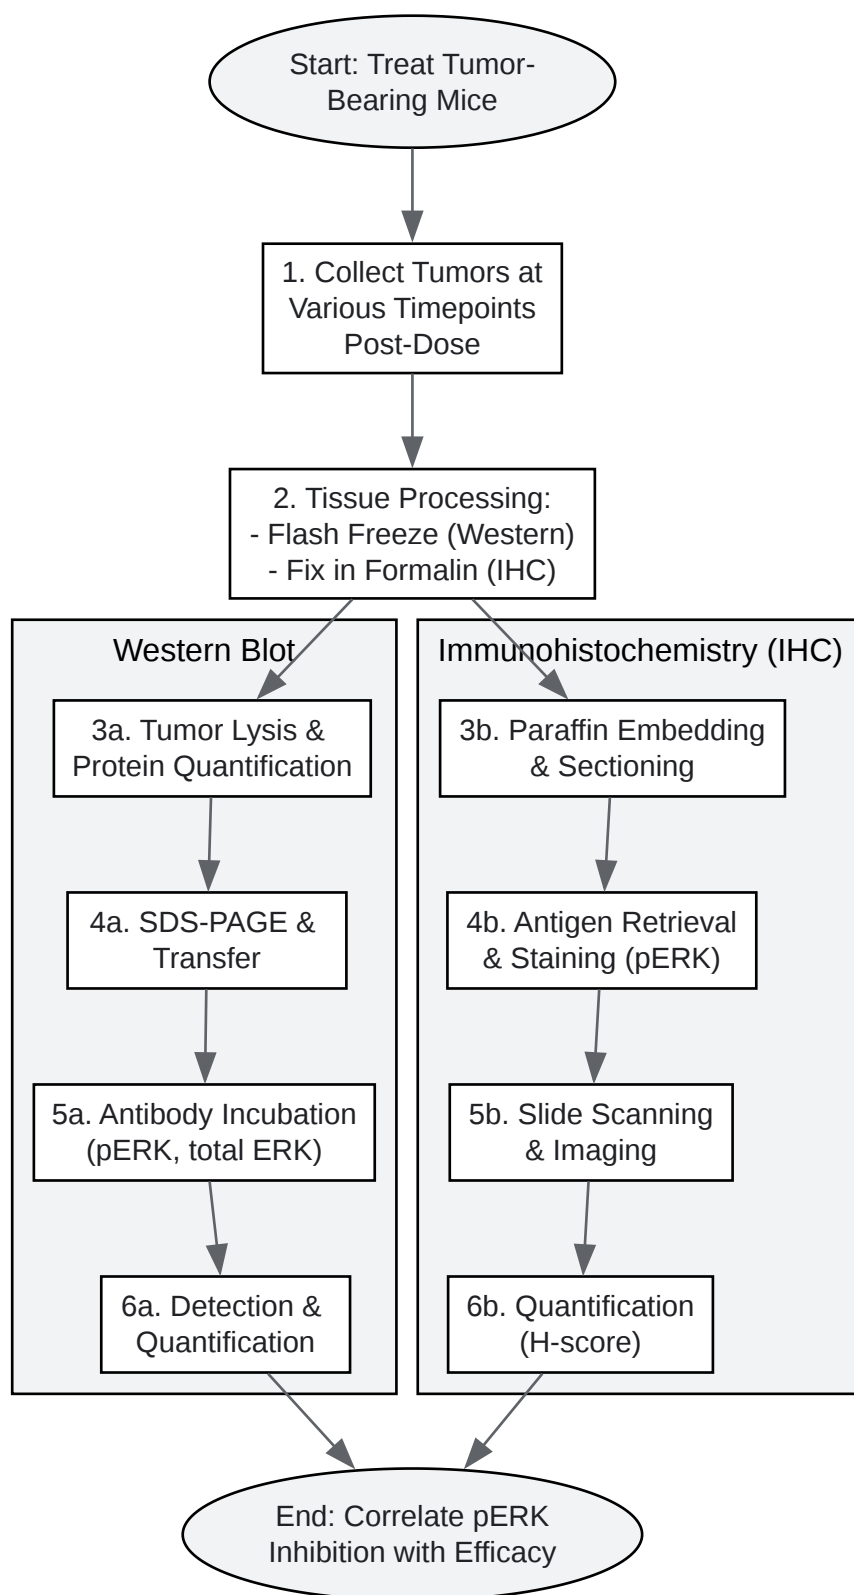 Start: Treat Tumor-
Bearing Mice
1. Collect Tumors at
Various Timepoints
Post-Dose
2. Tissue Processing:
- Flash Freeze (Western)
- Fix in Formalin (IHC)
Western Blot
3a. Tumor Lysis &
Protein Quantification
4a. SDS-PAGE &
Transfer
5a. Antibody Incubation
(pERK, total ERK)
6a. Detection &
Quantification
Immunohistochemistry (IHC)
3b. Paraffin Embedding
& Sectioning
4b. Antigen Retrieval
& Staining (pERK)
5b. Slide Scanning
& Imaging
6b. Quantification
(H-score)
End: Correlate pERK
Inhibition with Efficacy